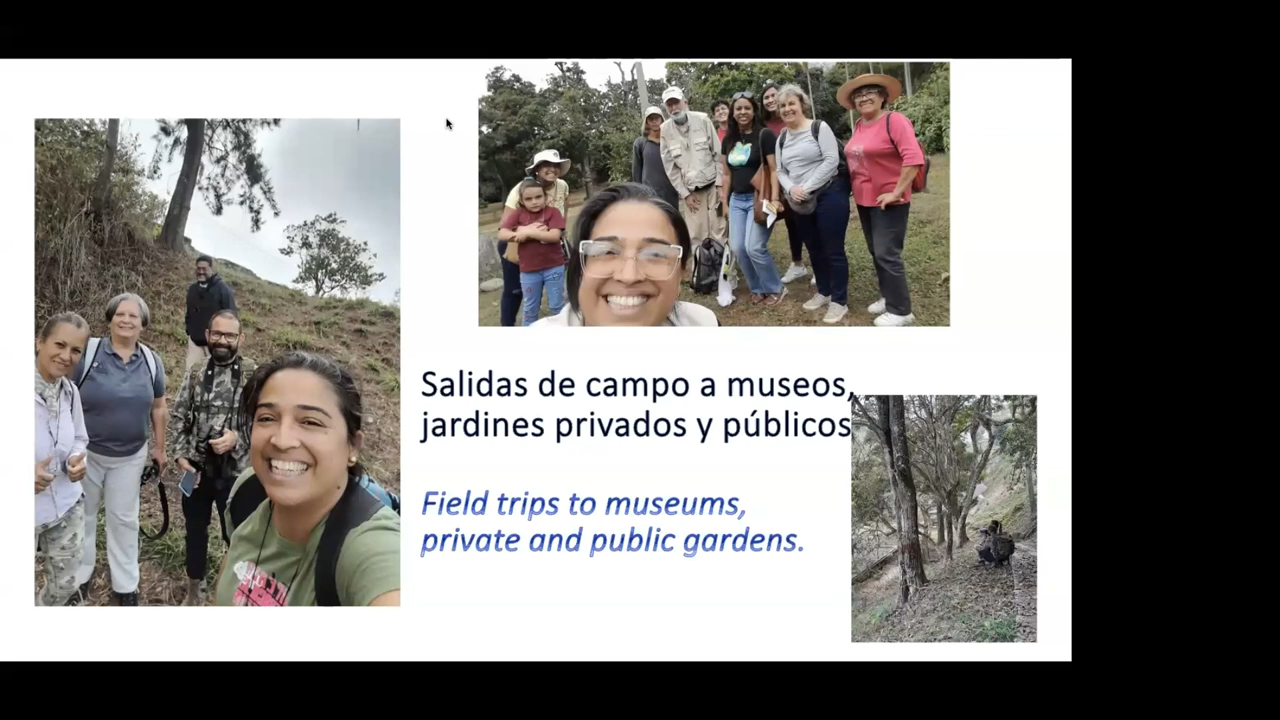 Salidas de campo a museos,
jardines privados y públicos
Field trips to museums,
private and public gardens.